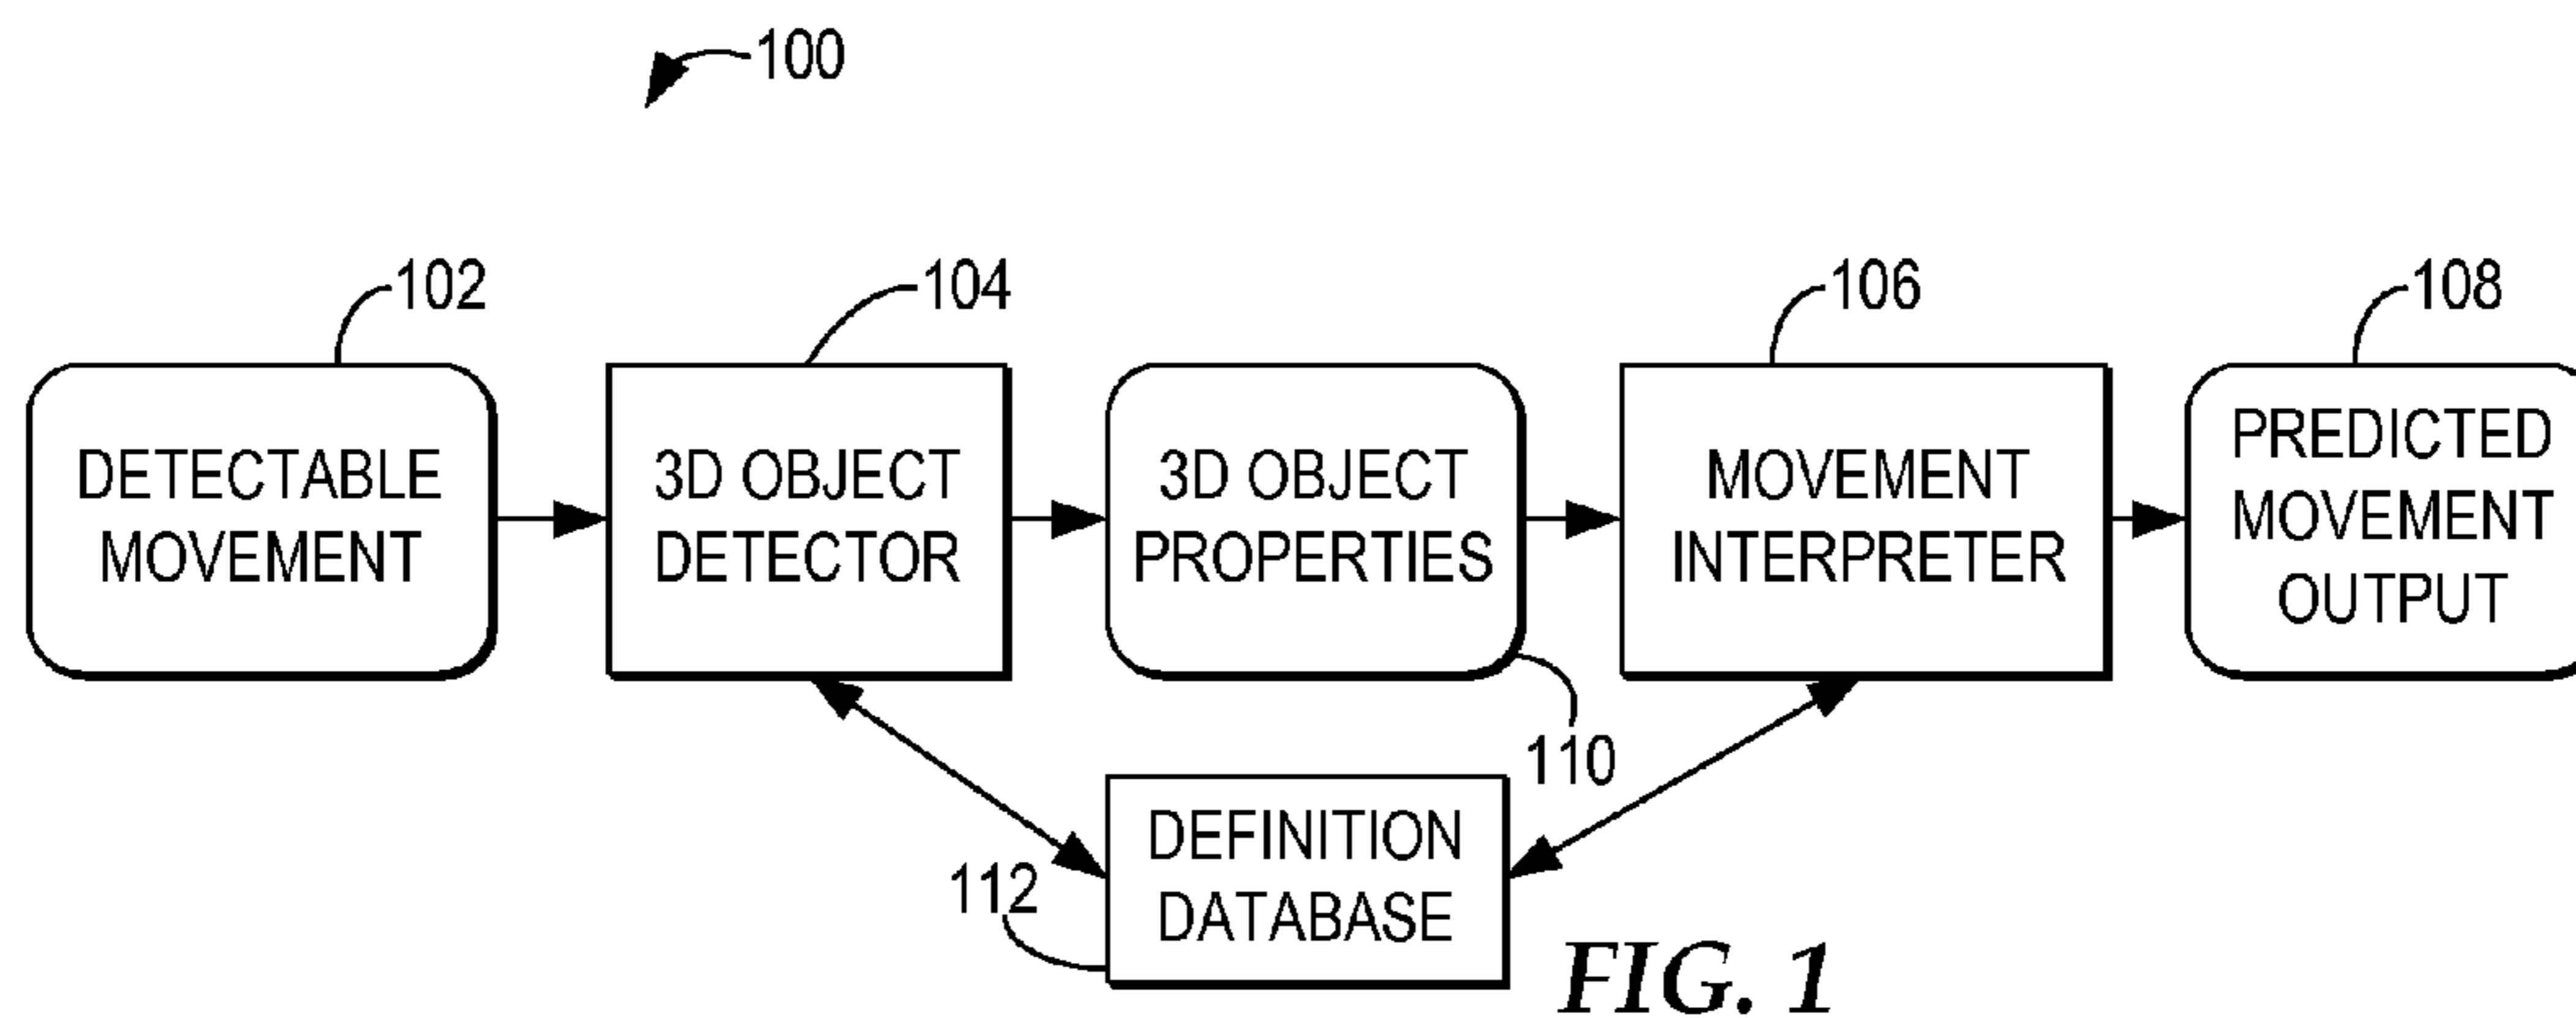 100
102
104
106
108
DETECTABLE
MOVEMENT
3D OBJECT
DETECTOR
3D OBJECT
PROPERTIES
MOVEMENT
INTERPRETER
PREDICTED
MOVEMENT
OUTPUT
110
112
DEFINITION
DATABASE
FIG. 1